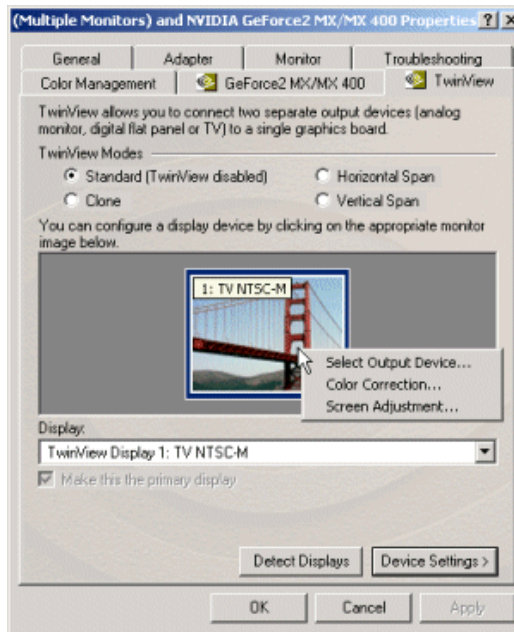 (Multiple Monitors) and NVIDIA GeForce2 MX/MX 400 Properties
General
Adapter
Monitor
Troubleshooting
Color Management
GeForce2 MX/MX 400
TwinView
TwinView allows you to connect two separate output devices (analog
monitor, digital flat panel or TV) to a single graphics board.
TwinView Modes
Standard (TwinView disabled)
Horizontal Span
Clone
Vertical Span
You can configure a display device by clicking on the appropriate monitor
image below.
1: TV NTSC-M
Select Output Device...
Color Correction...
Screen Adjustment...
Display:
TwinView Display 1: TV NTSC-M
Make this the primary display
Detect Displays
Device Settings >
OK
Cancel
Apply